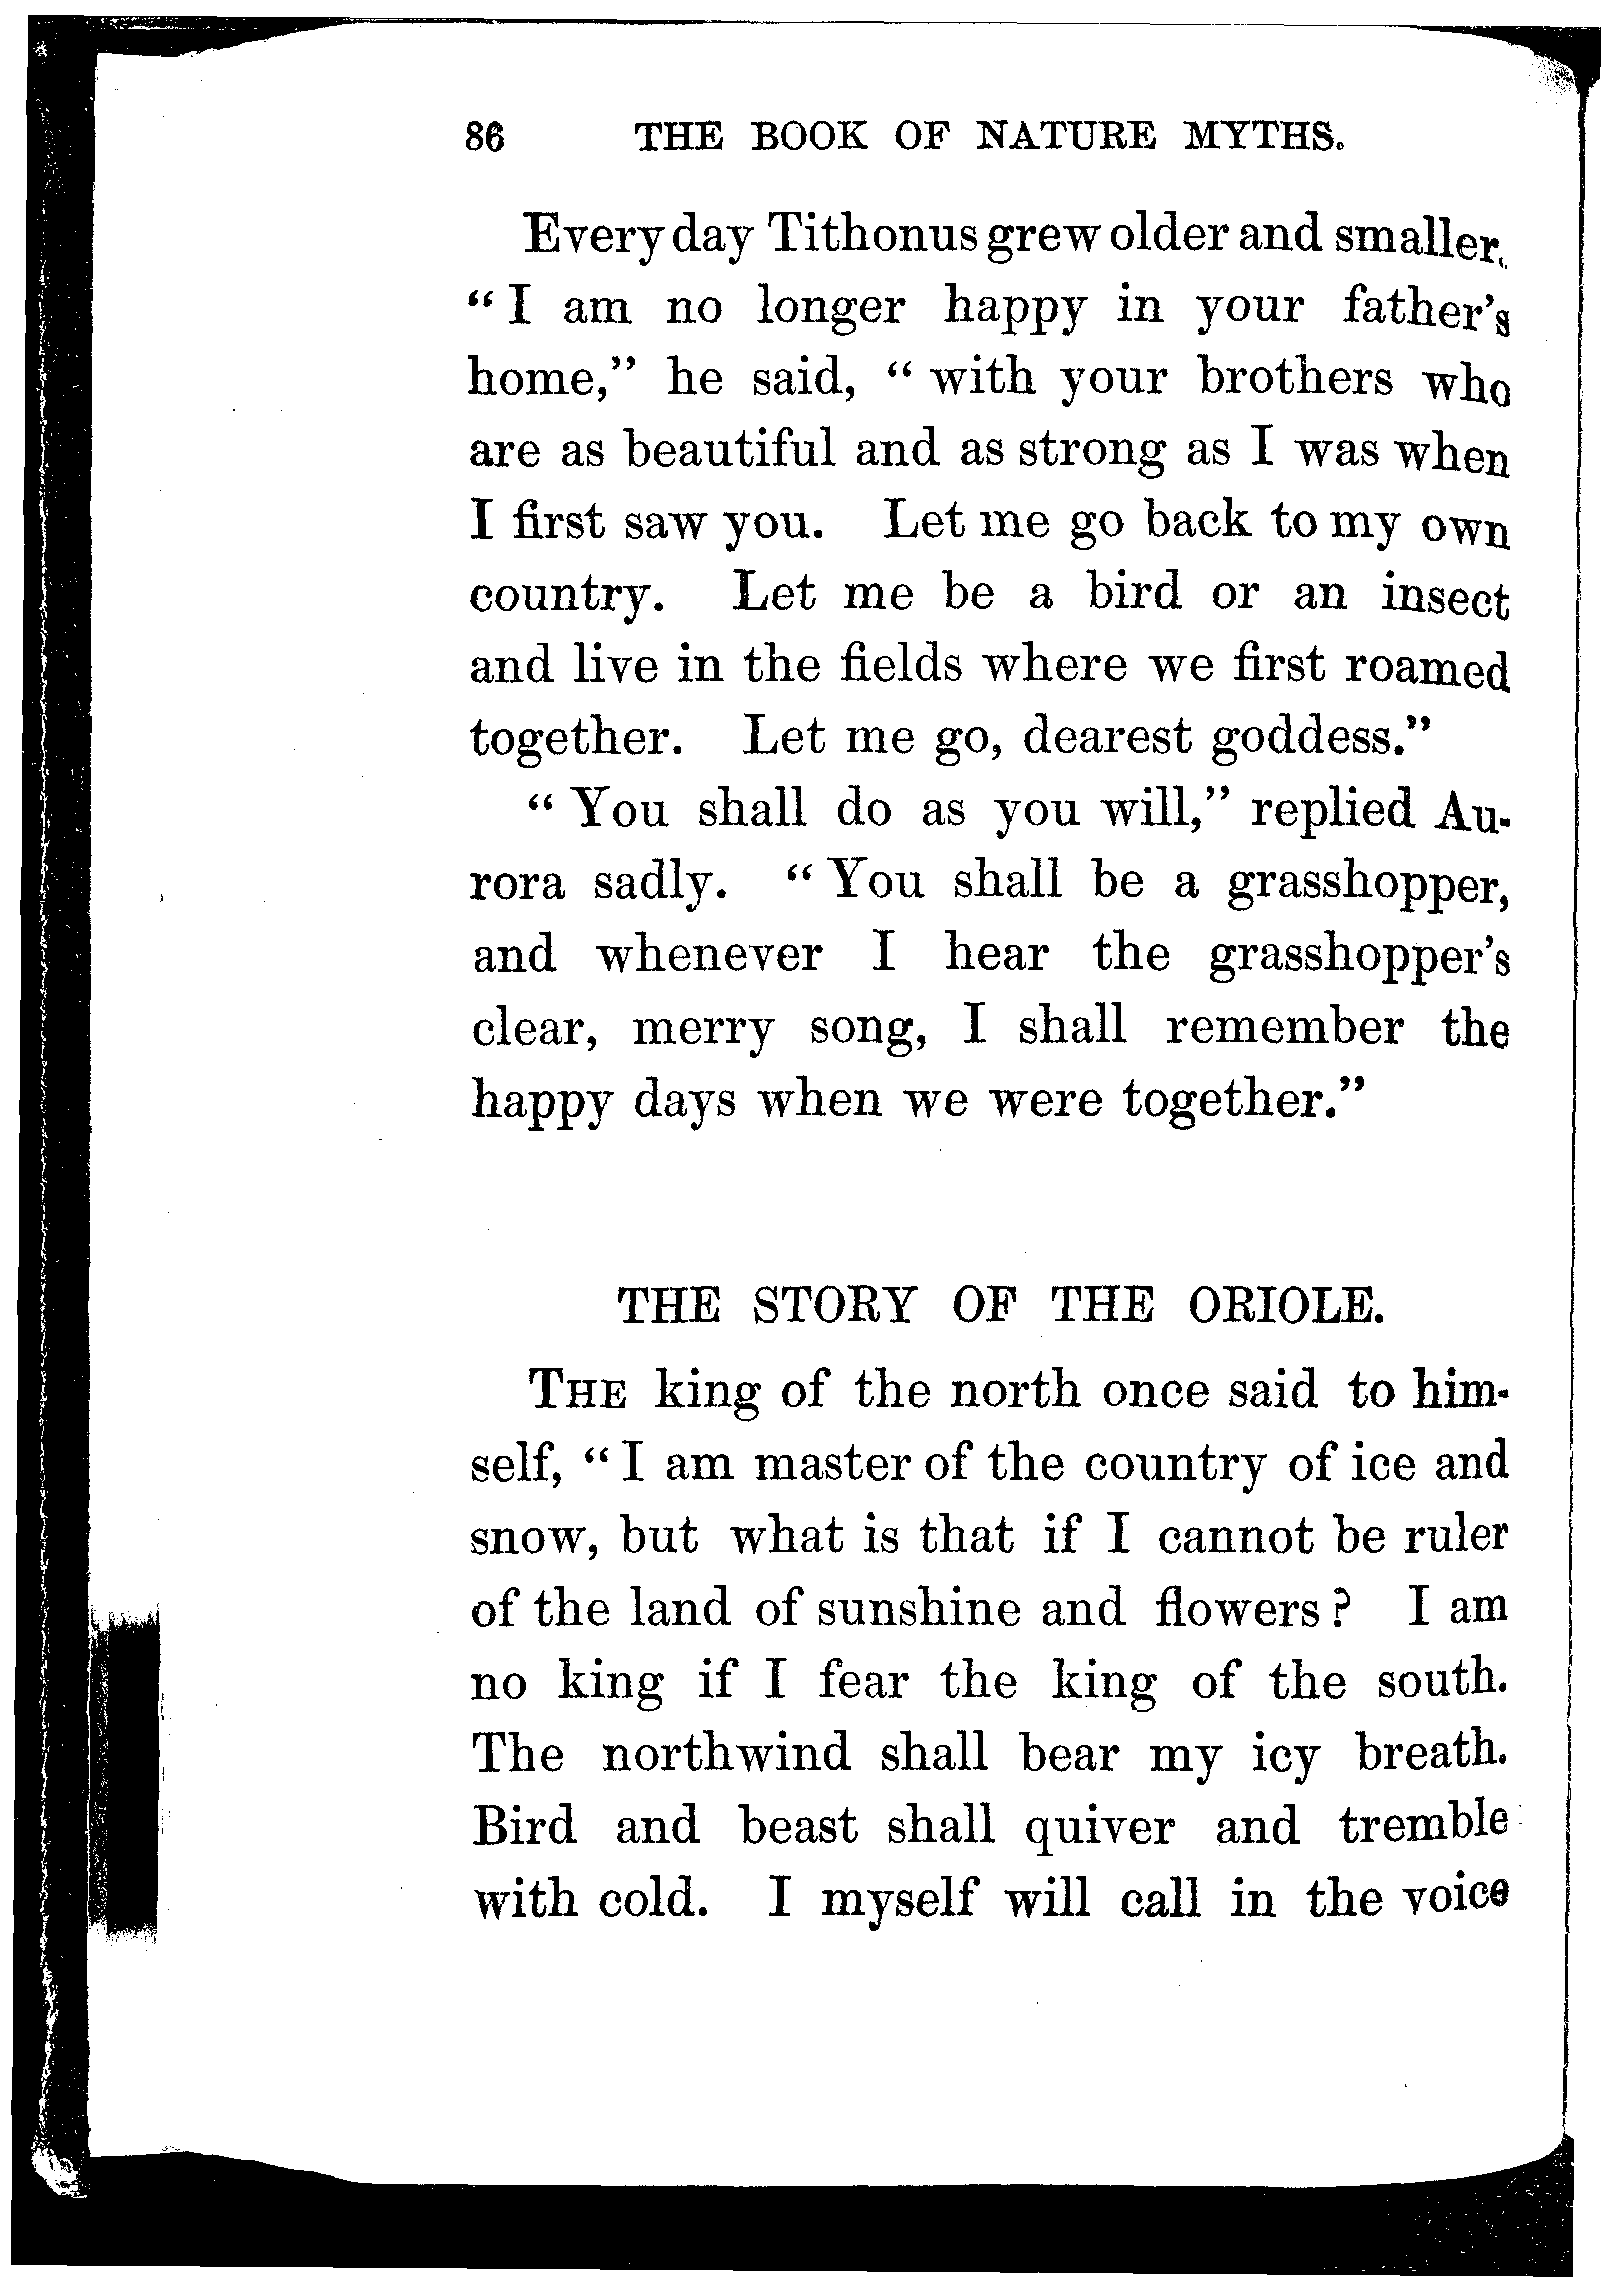 86 THE BOOK OF NATURE MYTHS.
Every day Tithonus grew older and smaller.
“I am no longer happy in your father’s
home,” he said, “with your brothers who
are as beautiful and as strong as I was when
I first saw you. Let me go back to my own
country. Let me be a bird or an insect
and live in the fields where we first roamed
together. Let me go, dearest goddess.”
“You shall do as you will,” replied Au-
rora sadly. “You shall be a grasshopper,
and whenever I hear the grasshopper’s
clear, merry song, I shall remember the
happy days when we were together.”
THE STORY OF THE ORIOLE.
THE king of the north once said to him-
self, “I am master of the country of ice and
snow, but what is that if I cannot be ruler
of the land of sunshine and flowers? I am
no king if I fear the king of the south.
The northwind shall bear my icy breath.
Bird and beast shall quiver and tremble
with cold. I myself will call in the voice